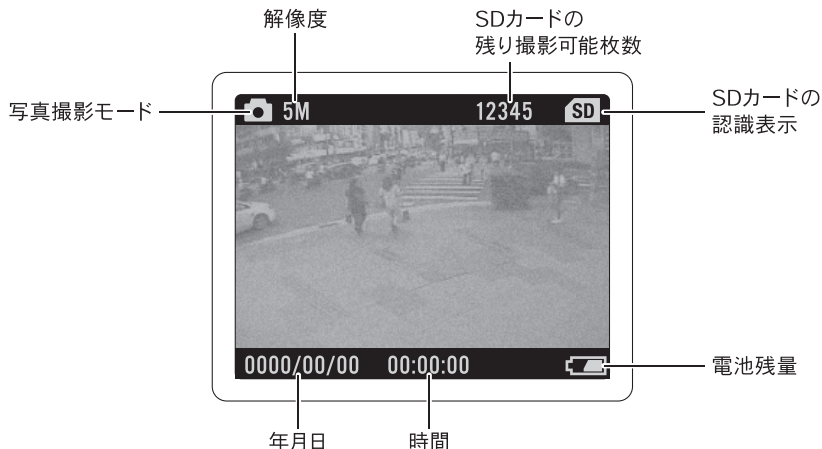 解像度
SDカードの
残り撮影可能枚数
写真撮影モード
5M
12345
SD
SDカードの
認識表示
0000/00/00
00:00:00
電池残量
年月日
時間